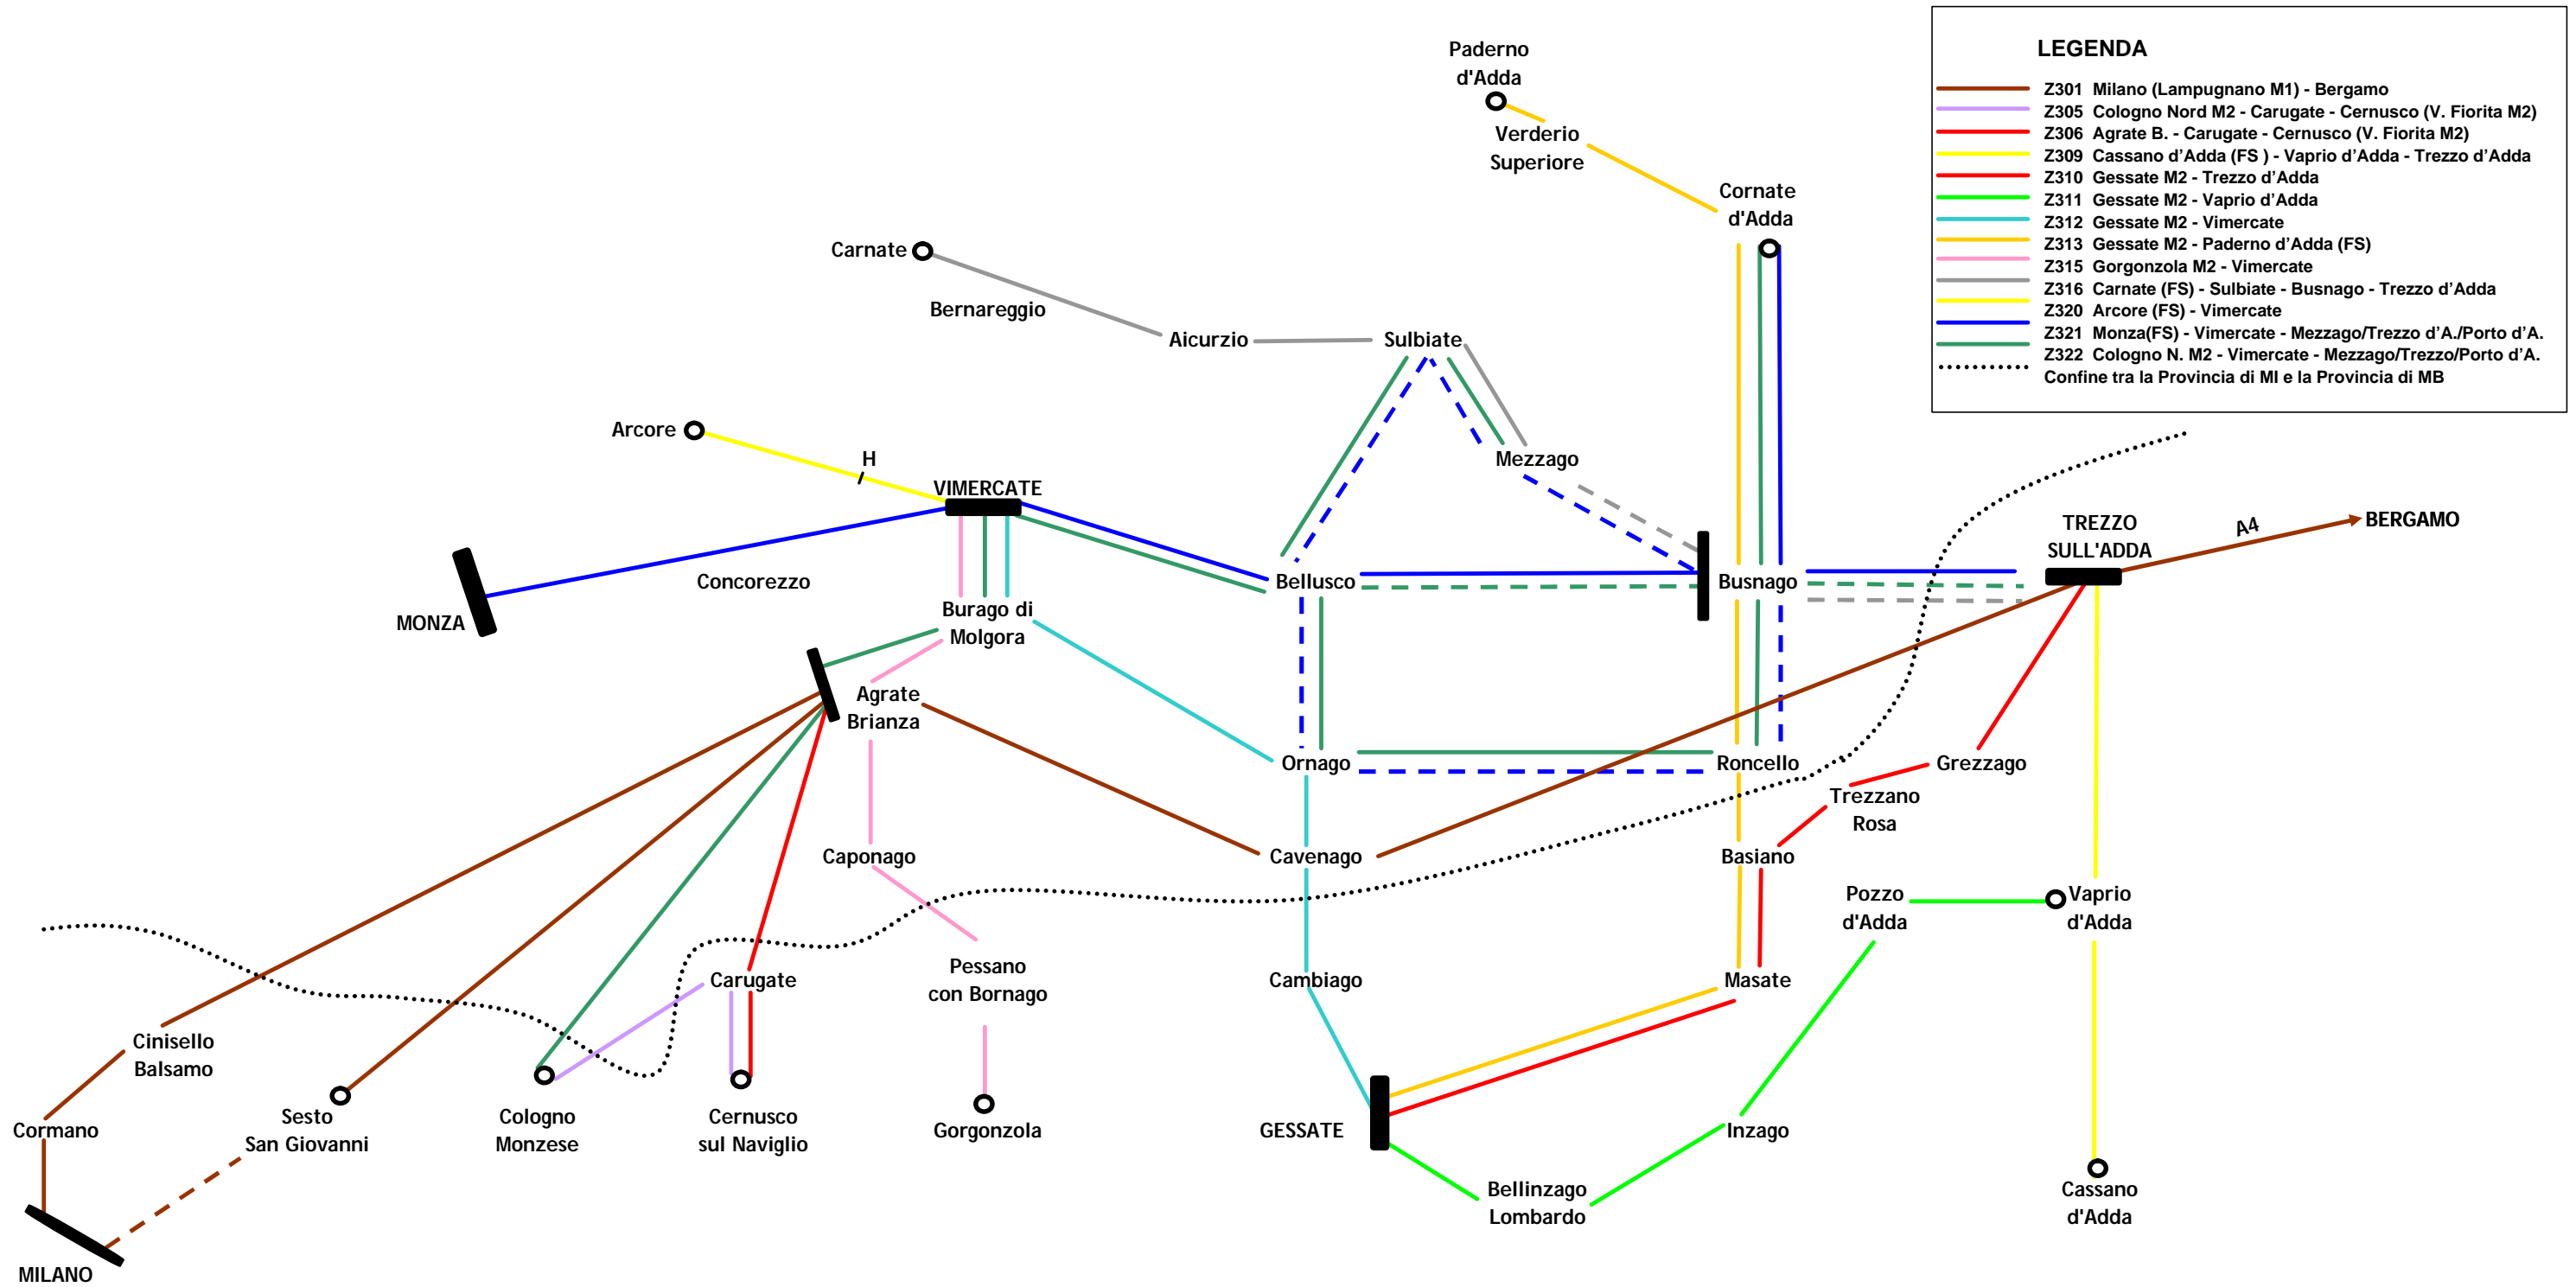 LEGENDA
Z301 Milano (Lampugnano M1) - Bergamo
Z305 Cologno Nord M2 - Carugate - Cernusco (V. Fiorita M2)
Z306 Agrate B. - Carugate - Cernusco (V. Fiorita M2)
Z309 Cassano d'Adda (FS ) - Vaprio d'Adda - Trezzo d'Adda
Z310 Gessate M2 - Trezzo d'Adda
Z311 Gessate M2 - Vaprio d'Adda
Z312 Gessate M2 - Vimercate
Z313 Gessate M2 - Paderno d'Adda (FS)
Z315 Gorgonzola M2 - Vimercate
Z316 Carnate (FS) - Sulbiate - Busnago - Trezzo d'Adda
Z320 Arcore (FS) - Vimercate
Z321 Monza(FS) - Vimercate - Mezzago/Trezzo d'A./Porto d'A.
Z322 Cologno N. M2 - Vimercate - Mezzago/Trezzo/Porto d'A.
Confine tra la Provincia di MI e la Provincia di MB
Paderno
d'Adda
Verderio
Superiore
Cornate
d'Adda
Carnate
Bernareggio
Aicurzio
Sulbiate
Arcore
H
Mezzago
VIMERCATE
TREZZO
SULL'ADDA
A4
BERGAMO
Concorezzo
Bellusco
Busnago
MONZA
Burago di
Molgora
Agrate
Brianza
Ornago
Roncello
Grezzago
Trezzano
Rosa
Caponago
Cavenago
Basiano
Pozzo
d'Adda
Vaprio
d'Adda
Carugate
Pessano
con Bornago
Cambiago
Masate
Cinisello
Balsamo
Cormano
Sesto
San Giovanni
Cologno
Monzese
Cernusco
sul Naviglio
Gorgonzola
GESSATE
Inzago
Bellinzago
Lombardo
Cassano
d'Adda
MILANO